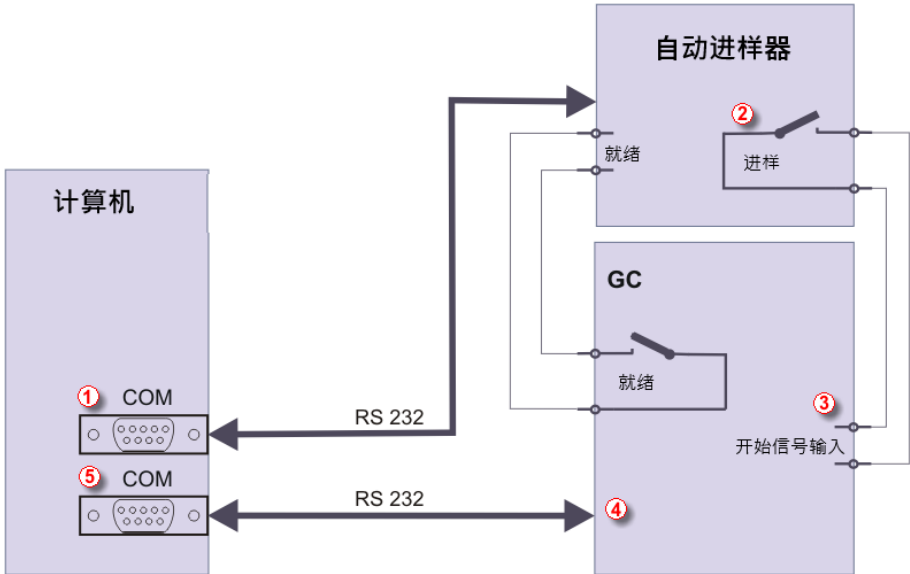 自动进样器
②
就绪
进样
计算机
GC
就绪
① COM
③
RS 232
开始信号输入
⑤ COM
RS 232
④